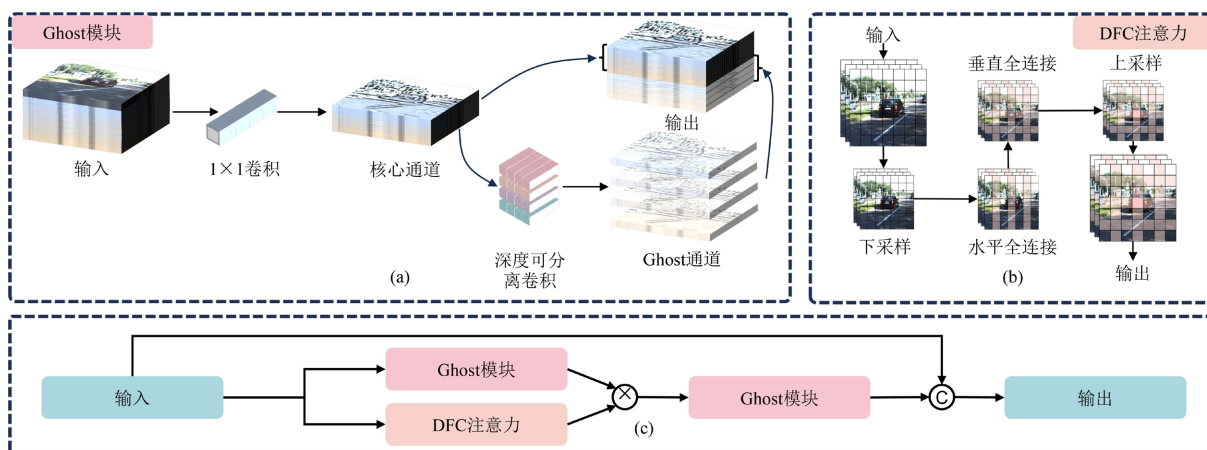 Ghost模块
输入
1×1卷积
核心通道
深度可分
离卷积
输出
Ghost通道
(a)
DFC注意力
输入
垂直全连接
上采样
下采样
水平全连接
输出
(b)
输入
Ghost模块
DFC注意力
×
Ghost模块
C
输出
(c)